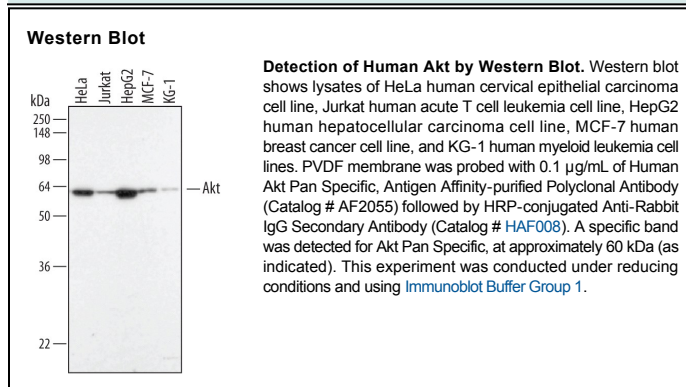 Western Blot
HeLa
Jurkat
HepG2
MCF-7
KG-1
kDa
250
148
98
64
50
36
22
Akt
Detection of Human Akt by Western Blot. Western blot
shows lysates of HeLa human cervical epithelial carcinoma
cell line, Jurkat human acute T cell leukemia cell line, HepG2
human hepatocellular carcinoma cell line, MCF-7 human
breast cancer cell line, and KG-1 human myeloid leukemia cell
lines. PVDF membrane was probed with 0.1 µg/mL of Human
Akt Pan Specific, Antigen Affinity-purified Polyclonal Antibody
(Catalog # AF2055) followed by HRP-conjugated Anti-Rabbit
IgG Secondary Antibody (Catalog # HAF008). A specific band
was detected for Akt Pan Specific, at approximately 60 kDa (as
indicated). This experiment was conducted under reducing
conditions and using Immunoblot Buffer Group 1.